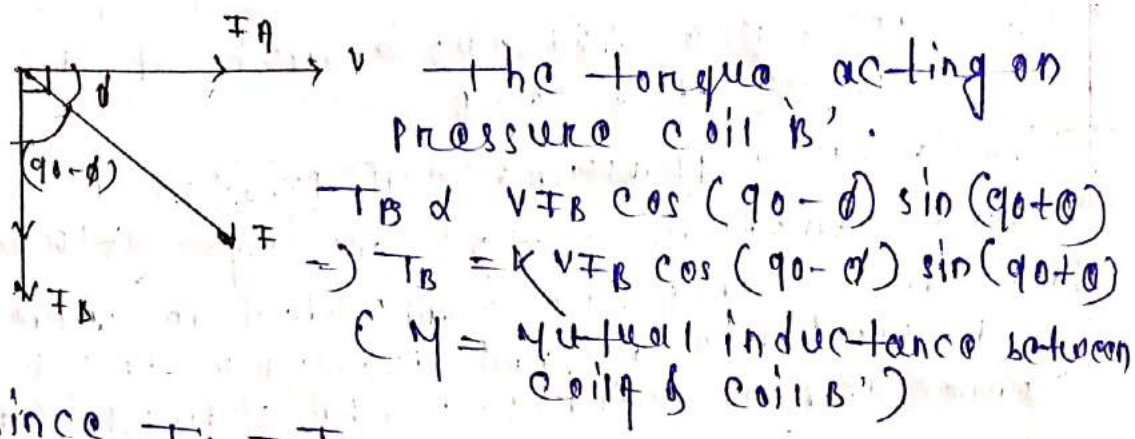 IA
V
φ
(90-φ)
I
IB
The torque acting on
pressure coil B'.
TB α VIB cos (90-φ) sin (90+θ)
=) TB = K VIB cos (90-φ) sin (90+θ)
(M = Mutual inductance between
coil A & coil B')
ince